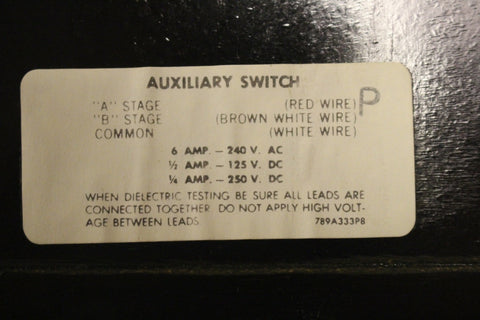 AUXILIARY SWITCH
"A" STAGE (RED WIRE) P
"B" STAGE (BROWN WHITE WIRE)
COMMON (WHITE WIRE)
6 AMP. – 240 V. AC
½ AMP. – 125 V. DC
¼ AMP. – 250 V. DC
WHEN DIELECTRIC TESTING BE SURE ALL LEADS ARE
CONNECTED TOGETHER. DO NOT APPLY HIGH VOLT-
AGE BETWEEN LEADS. 789A333P8